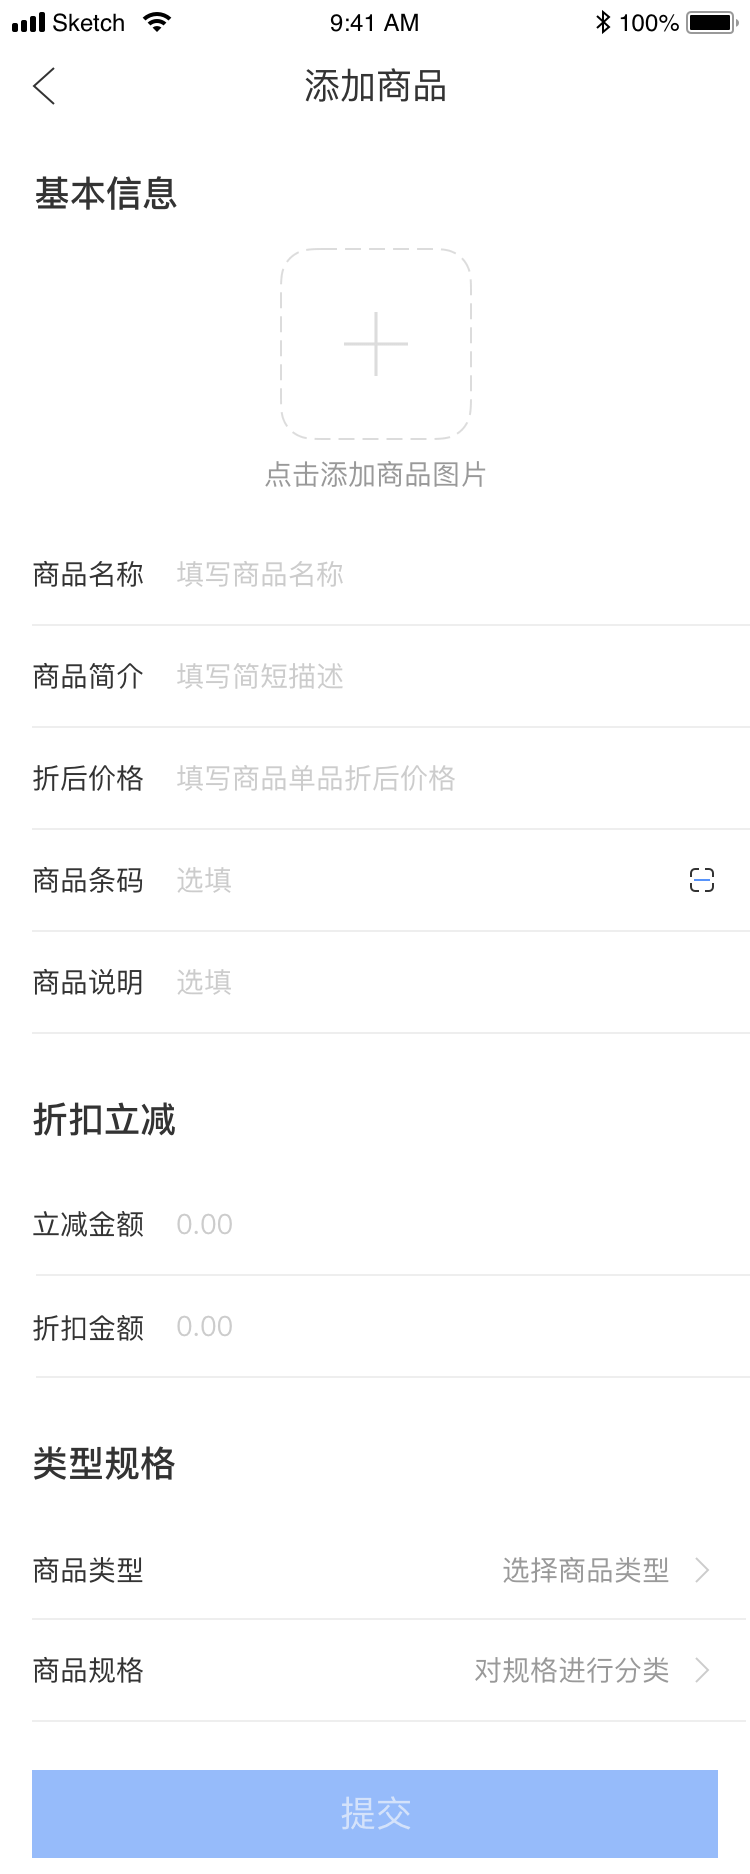 Sketch 9:41 AM 100%
添加商品
基本信息
点击添加商品图片
商品名称 填写商品名称
商品简介 填写简短描述
折后价格 填写商品单品折后价格
商品条码 选填
商品说明 选填
折扣立减
立减金额 0.00
折扣金额 0.00
类型规格
商品类型 选择商品类型
商品规格 对规格进行分类
提交